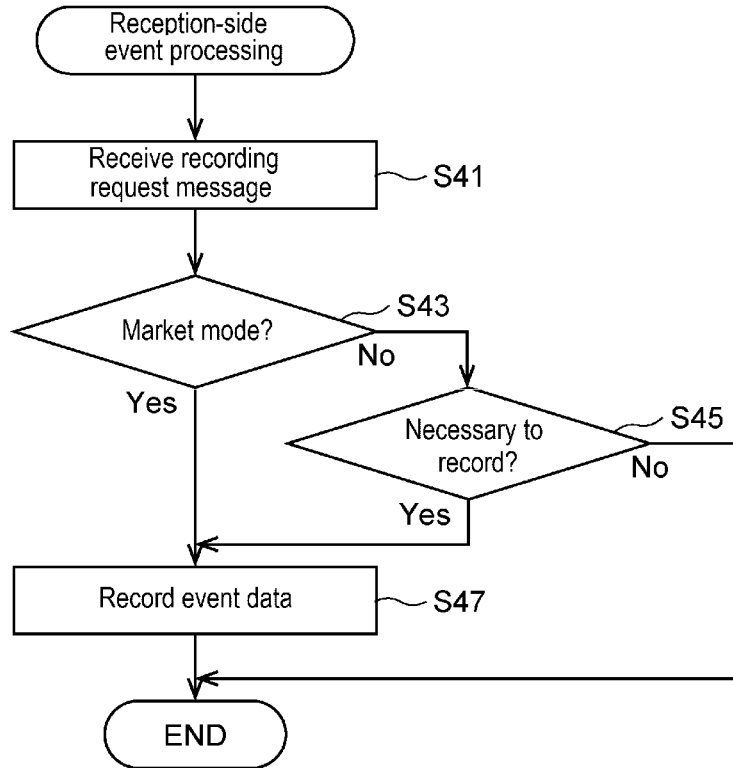 Reception-side
event processing
Receive recording
request message
S41
Market mode?
S43
No
Yes
Necessary to
record?
S45
No
Yes
Record event data
S47
END